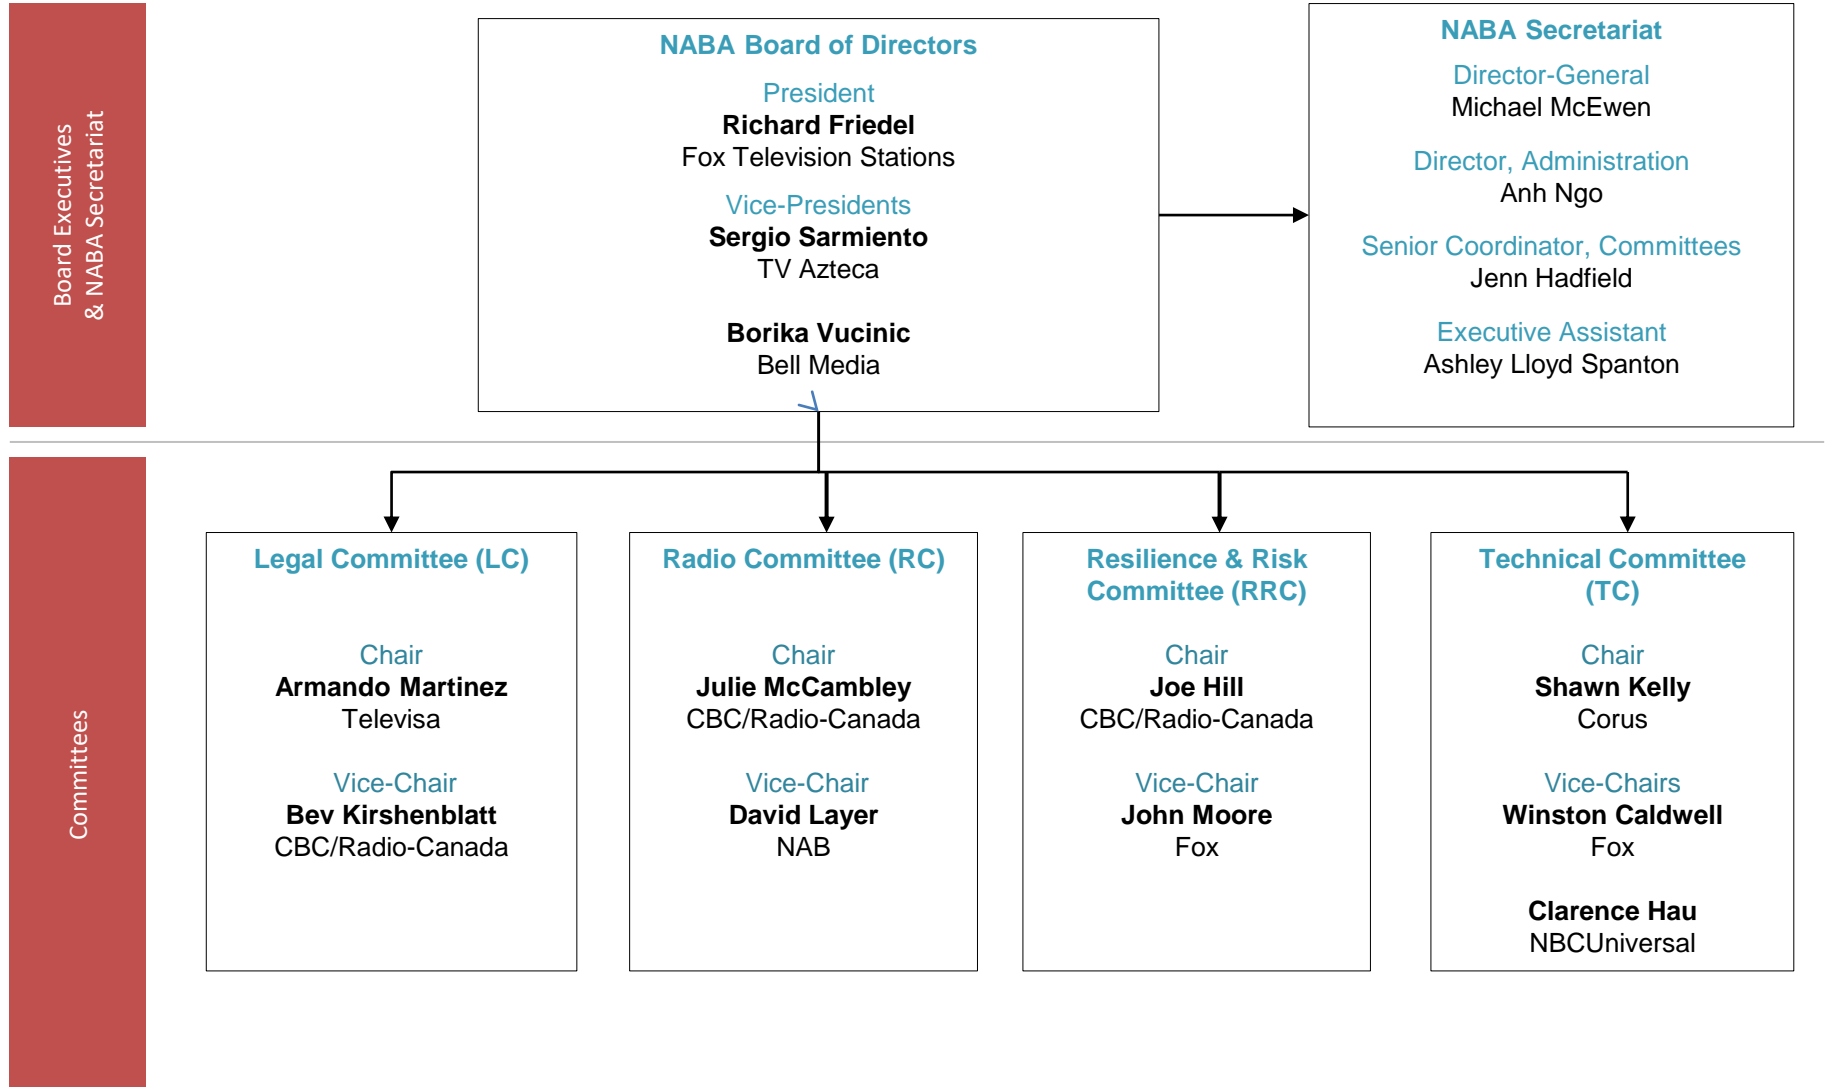 Board Executives
& NABA Secretariat
NABA Board of Directors
President
Richard Friedel
Fox Television Stations
Vice-Presidents
Sergio Sarmiento
TV Azteca
Borika Vucinic
Bell Media
NABA Secretariat
Director-General
Michael McEwen
Director, Administration
Anh Ngo
Senior Coordinator, Committees
Jenn Hadfield
Executive Assistant
Ashley Lloyd Spanton
Committees
Legal Committee (LC)
Chair
Armando Martinez
Televisa
Vice-Chair
Bev Kirshenblatt
CBC/Radio-Canada
Radio Committee (RC)
Chair
Julie McCambley
CBC/Radio-Canada
Vice-Chair
David Layer
NAB
Resilience & Risk
Committee (RRC)
Chair
Joe Hill
CBC/Radio-Canada
Vice-Chair
John Moore
Fox
Technical Committee
(TC)
Chair
Shawn Kelly
Corus
Vice-Chairs
Winston Caldwell
Fox
Clarence Hau
NBCUniversal